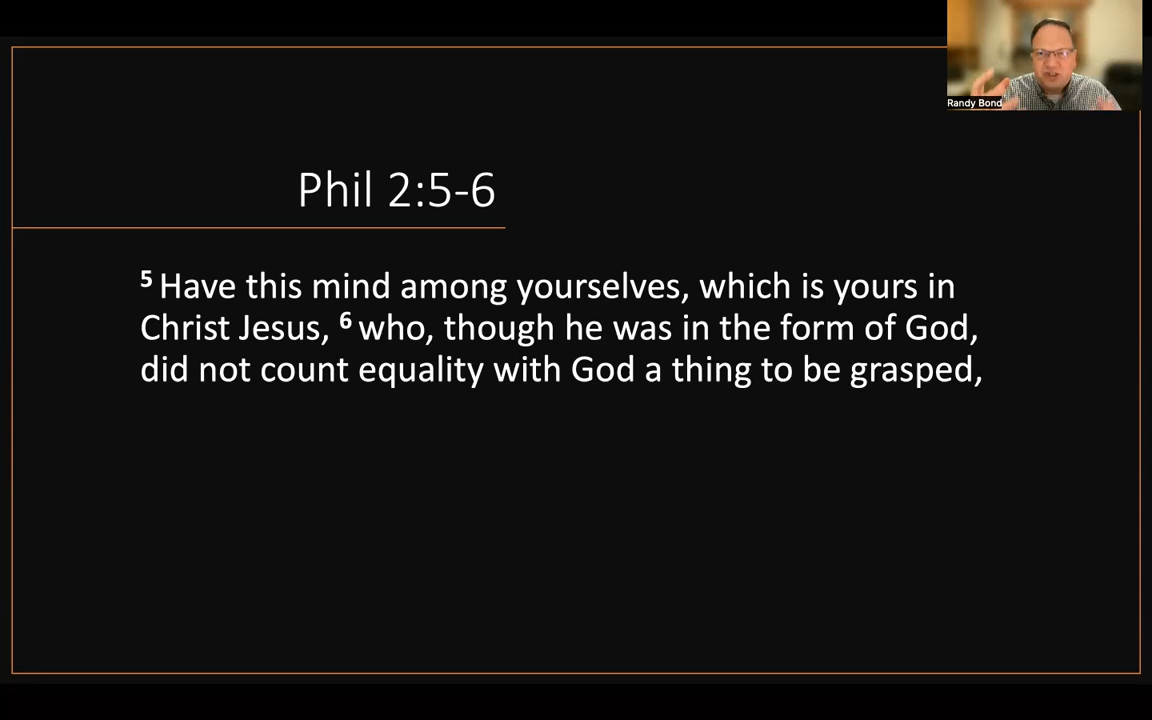 Randy Bond
Phil 2:5-6
5 Have this mind among yourselves, which is yours in
Christ Jesus, 6 who, though he was in the form of God,
did not count equality with God a thing to be grasped,